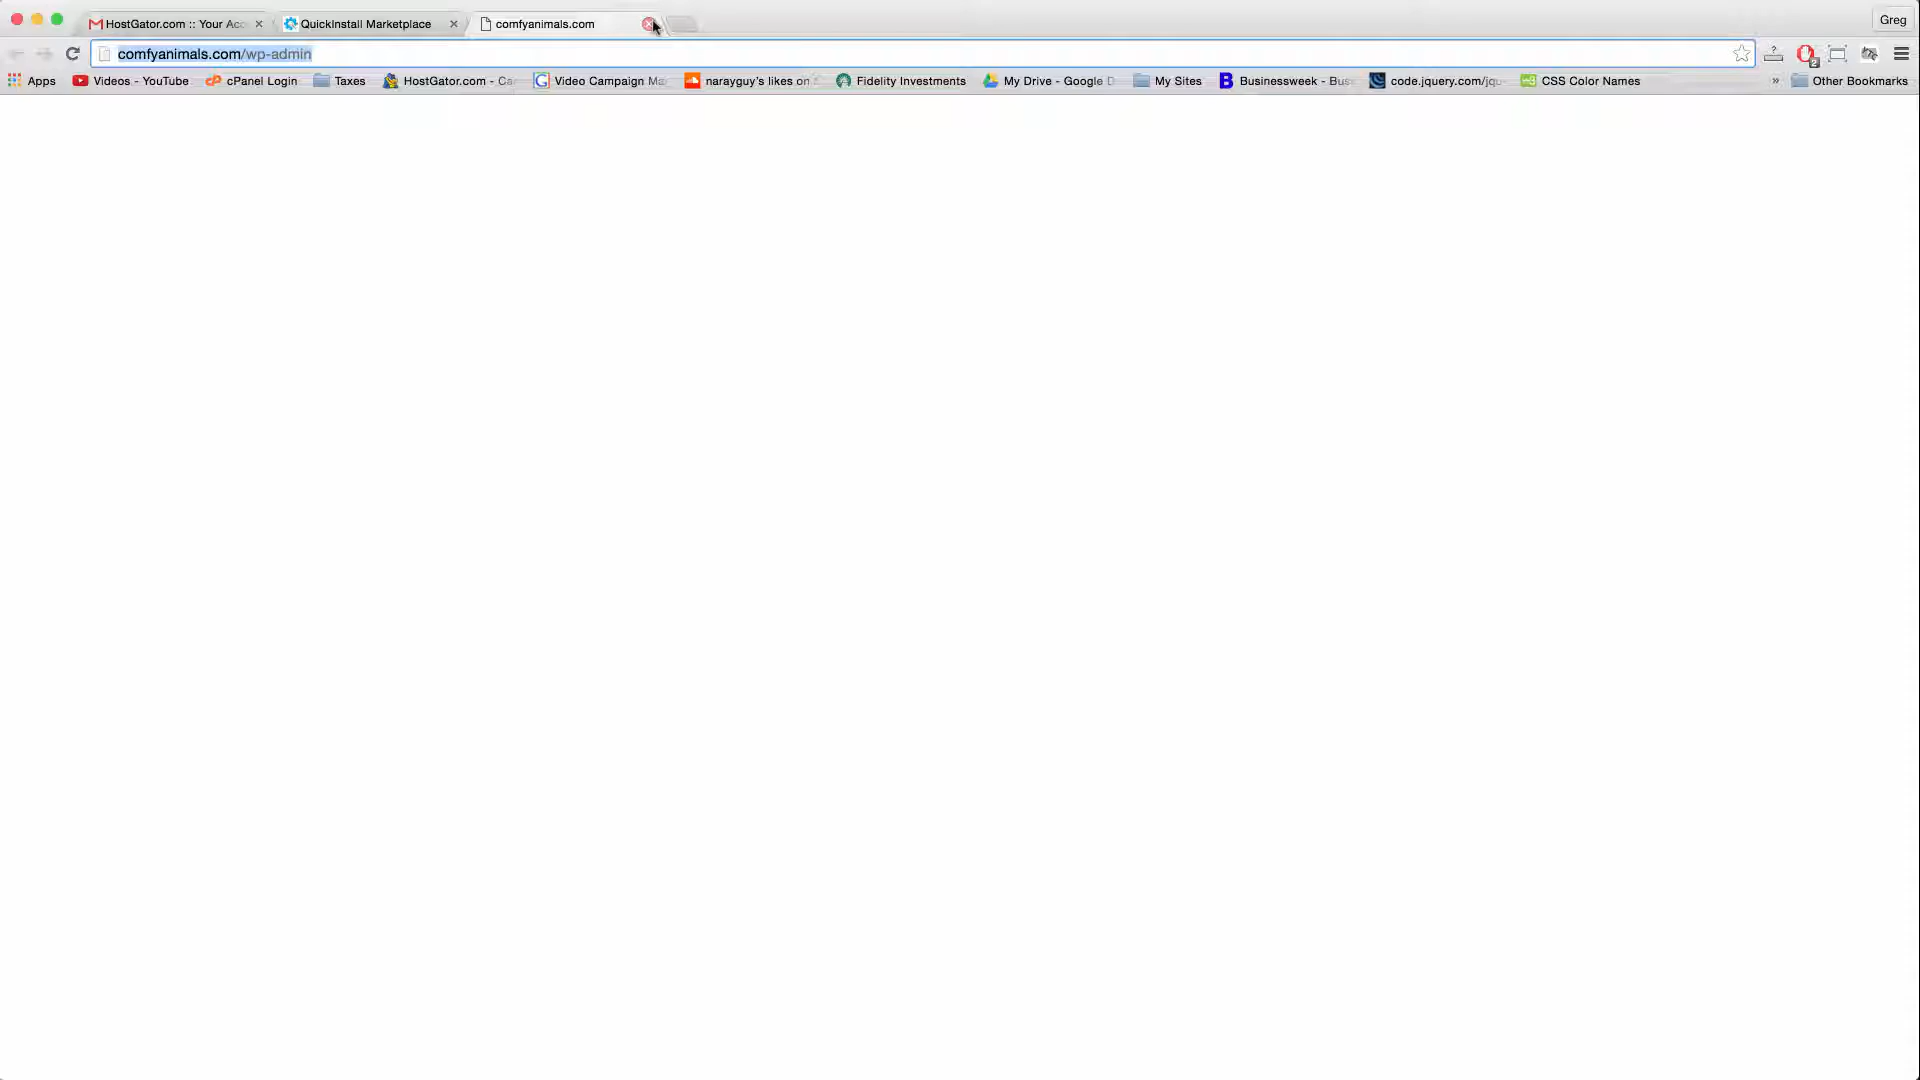 HostGator.com :: Your Acc
QuickInstall Marketplace
comfyanimals.com
Greg
comfyanimals.com/wp-admin
Apps
Videos - YouTube
cPanel Login
Taxes
HostGator.com - Ca
Video Campaign Ma
narayguy's likes on
Fidelity Investments
My Drive - Google D
My Sites
Businessweek - Bus
code.jquery.com/jqu
CSS Color Names
»
Other Bookmarks